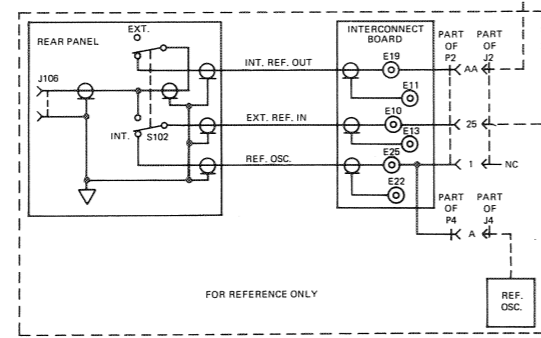 REAR PANEL
EXT.
J106
INT.
S102
INT. REF. OUT
EXT. REF. IN
REF. OSC.
INTERCONNECT
BOARD
E19
E11
E10
E13
E25
E22
PART
OF
P2
PART
OF
J2
AA
25
1
NC
PART
OF
P4
PART
OF
J4
A
REF.
OSC.
FOR REFERENCE ONLY